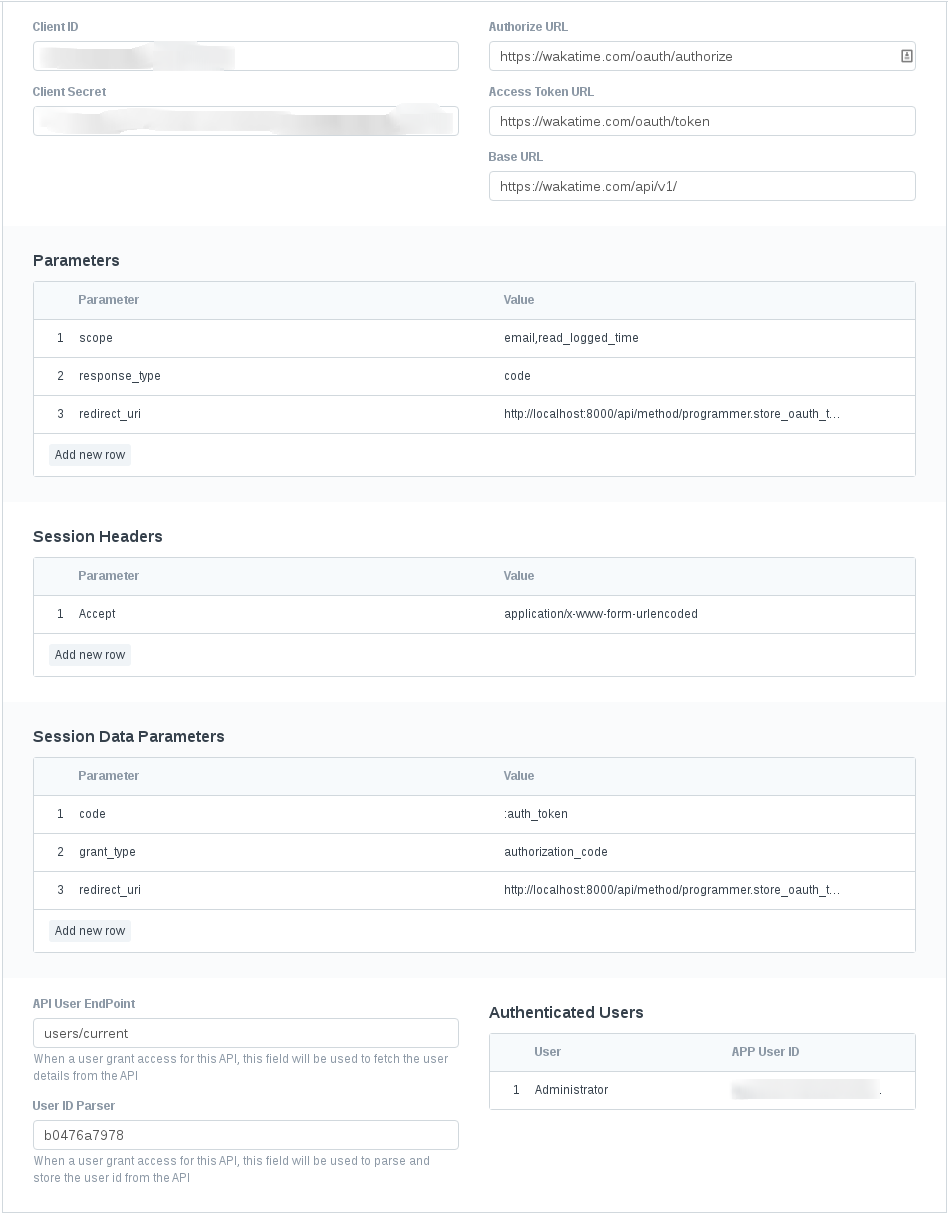 Client ID
Client Secret
Authorize URL
https://wakatime.com/oauth/authorize
Access Token URL
https://wakatime.com/oauth/token
Base URL
https://wakatime.com/api/v1/
Parameters
Parameter Value
1 scope email,read_logged_time
2 response_type code
3 redirect_uri http://localhost:8000/api/method/programmer.store_oauth_t...
Add new row
Session Headers
Parameter Value
1 Accept application/x-www-form-urlencoded
Add new row
Session Data Parameters
Parameter Value
1 code :auth_token
2 grant_type authorization_code
3 redirect_uri http://localhost:8000/api/method/programmer.store_oauth_t...
Add new row
API User EndPoint
users/current
When a user grant access for this API, this field will be used to fetch the user
details from the API
User ID Parser
b0476a7978
When a user grant access for this API, this field will be used to parse and
store the user id from the API
Authenticated Users
User APP User ID
1 Administrator